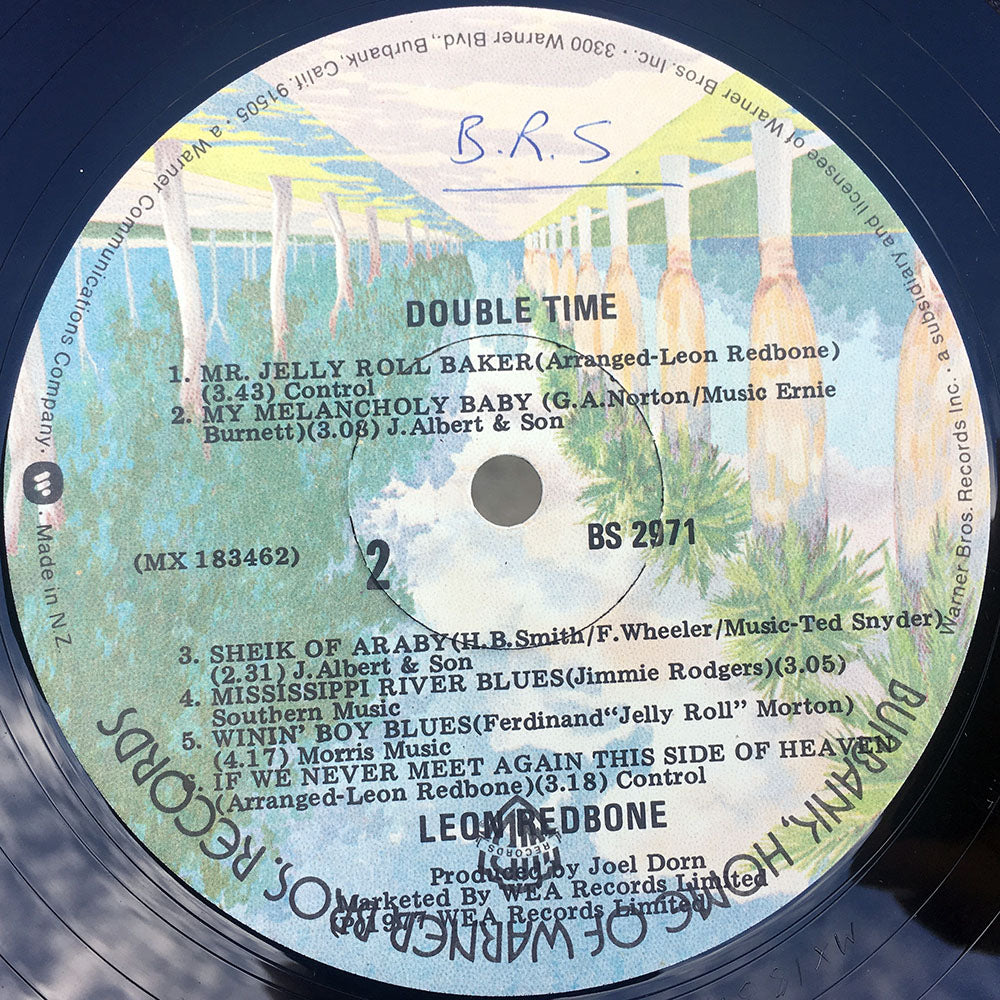 B.R.S
DOUBLE TIME
1. MR. JELLY ROLL BAKER(Arranged-Leon Redbone)
(3.43) Control
2. MY MELANCHOLY BABY (G.A.Norton/Music Ernie
Burnett)(3.08) J.Albert & Son
(MX 183462)
2
BS 2971
3. SHEIK OF ARABY(H.B.Smith/F.Wheeler/Music-Ted Snyder)
(2.31) J.Albert & Son
4. MISSISSIPPI RIVER BLUES(Jimmie Rodgers)(3.05)
Southern Music
5. WININ' BOY BLUES(Ferdinand"Jelly Roll" Morton)
(4.17) Morris Music
IF WE NEVER MEET AGAIN THIS SIDE OF HEAVEN
(Arranged-Leon Redbone)(3.18) Control
LEON REDBONE
Produced by Joel Dorn
Marketed By WEA Records Limited
WEA Records Limited
BURBANK, HOME OF WARNER BROS. RECORDS
Warner Bros. Records Inc. • a subsidiary and licensee of Warner Bros. Inc. • 3300 Warner Blvd., Burbank, Calif. 91505 • a Warner Communications Company. • Made in N Z